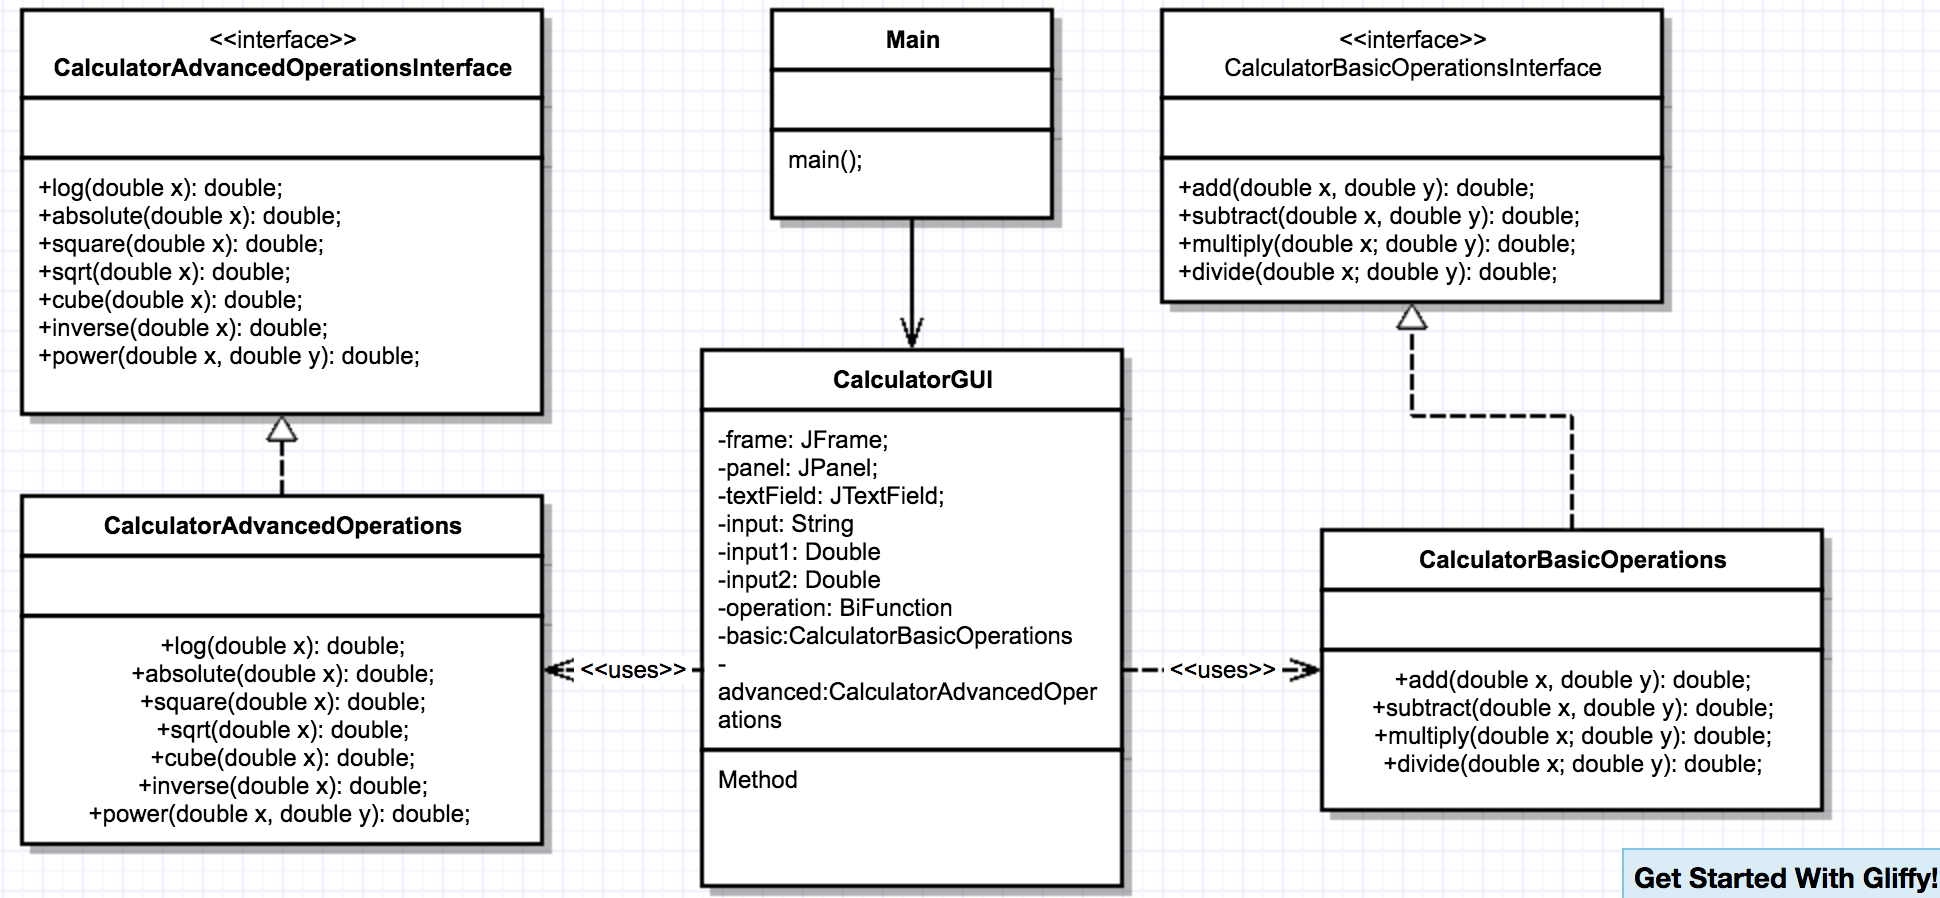 <<interface>>
CalculatorAdvancedOperationsInterface
+log(double x): double;
+absolute(double x): double;
+square(double x): double;
+sqrt(double x): double;
+cube(double x): double;
+inverse(double x): double;
+power(double x, double y): double;
Main
main();
<<interface>>
CalculatorBasicOperationsInterface
+add(double x, double y): double;
+subtract(double x, double y): double;
+multiply(double x; double y): double;
+divide(double x; double y): double;
CalculatorAdvancedOperations
+log(double x): double;
+absolute(double x): double;
+square(double x): double;
+sqrt(double x): double;
+cube(double x): double;
+inverse(double x): double;
+power(double x, double y): double;
<<uses>>
CalculatorGUI
-frame: JFrame;
-panel: JPanel;
-textField: JTextField;
-input: String
-input1: Double
-input2: Double
-operation: BiFunction
-basic:CalculatorBasicOperations
-
advanced:CalculatorAdvancedOper
ations
Method
<<uses>>
CalculatorBasicOperations
+add(double x, double y): double;
+subtract(double x, double y): double;
+multiply(double x; double y): double;
+divide(double x; double y): double;
Get Started With Gliffy!